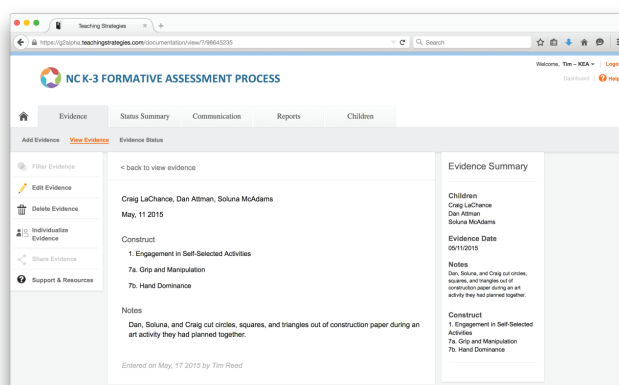 Teaching Strategies
https://g2alpha.teachingstrategies.com/documentation/view/?/98645235
Search
Welcome, Tim – KEA
Logo
NC K-3 FORMATIVE ASSESSMENT PROCESS
Dashboard
Help
Evidence
Status Summary
Communication
Reports
Children
Add Evidence
View Evidence
Evidence Status
Filter Evidence
Edit Evidence
Delete Evidence
Individualize
Evidence
Share Evidence
Support & Resources
< back to view evidence
Craig LaChance, Dan Attman, Soluna McAdams
May, 11 2015
Construct
1. Engagement in Self-Selected Activities
7a. Grip and Manipulation
7b. Hand Dominance
Notes
Dan, Soluna, and Craig cut circles, squares, and triangles out of construction paper during an
art activity they had planned together.
Entered on May, 17 2015 by Tim Reed
Evidence Summary
Children
Craig LaChance
Dan Attman
Soluna McAdams
Evidence Date
05/11/2015
Notes
Dan, Soluna, and Craig cut circles,
squares, and triangles out of
construction paper during an art
activity they had planned together.
Construct
1. Engagement in Self-Selected
Activities
7a. Grip and Manipulation
7b. Hand Dominance